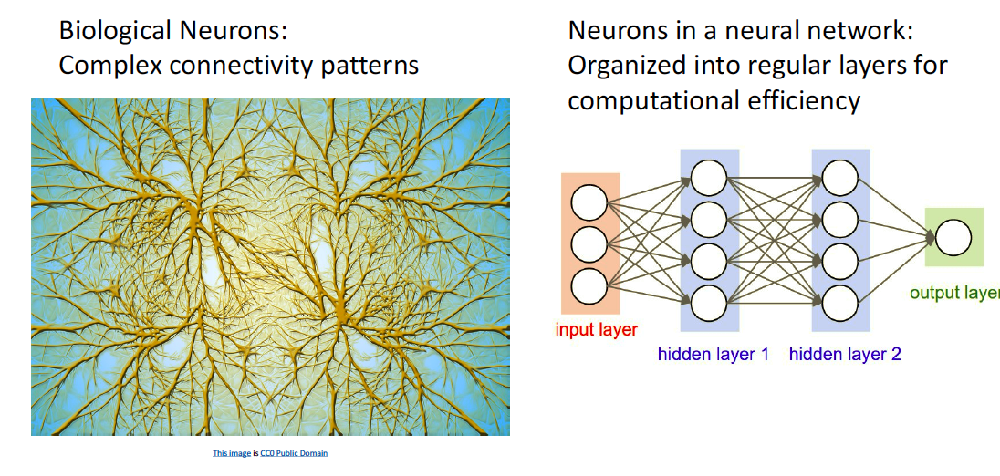 Biological Neurons:
Complex connectivity patterns
This image is CC0 Public Domain
Neurons in a neural network:
Organized into regular layers for
computational efficiency
input layer
hidden layer 1
hidden layer 2
output layer